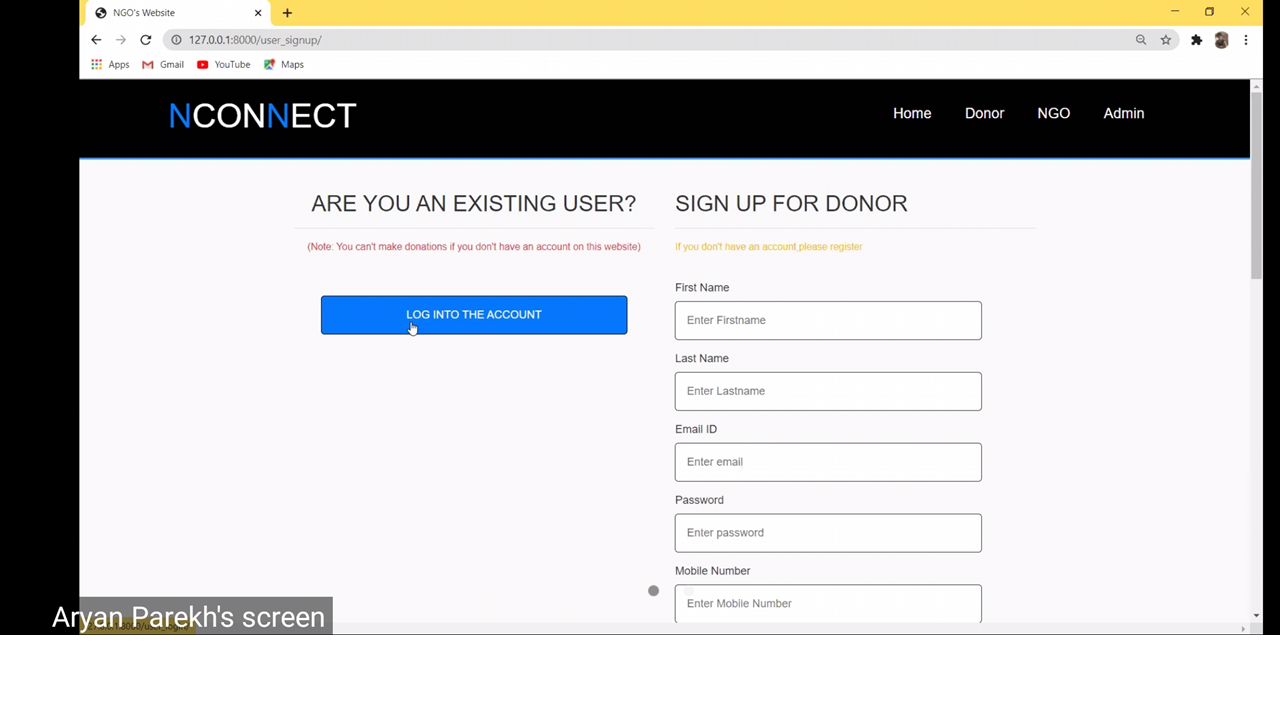 NGO's Website
127.0.0.1:8000/user_signup/
Apps Gmail YouTube Maps
NCONNECT
Home Donor NGO Admin
ARE YOU AN EXISTING USER?
(Note: You can't make donations if you don't have an account on this website)
LOG INTO THE ACCOUNT
SIGN UP FOR DONOR
if you don't have an account,please register
First Name
Enter Firstname
Last Name
Enter Lastname
Email ID
Enter email
Password
Enter password
Mobile Number
Enter Mobile Number
Aryan Parekh's screen